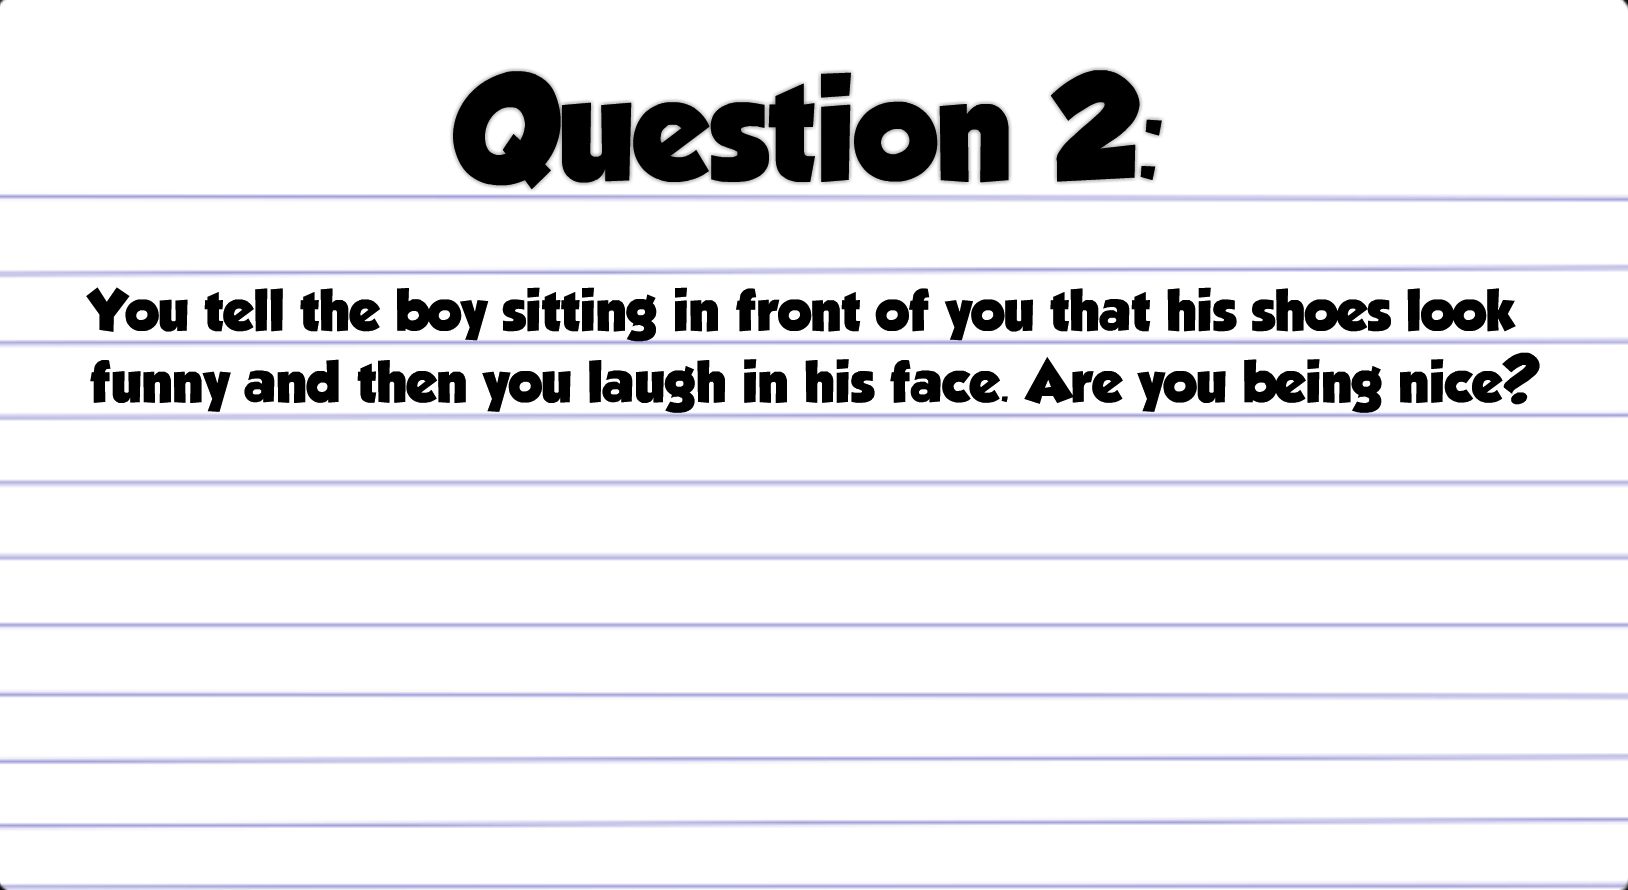 Question 2:
You tell the boy sitting in front of you that his shoes look
funny and then you laugh in his face. Are you being nice?